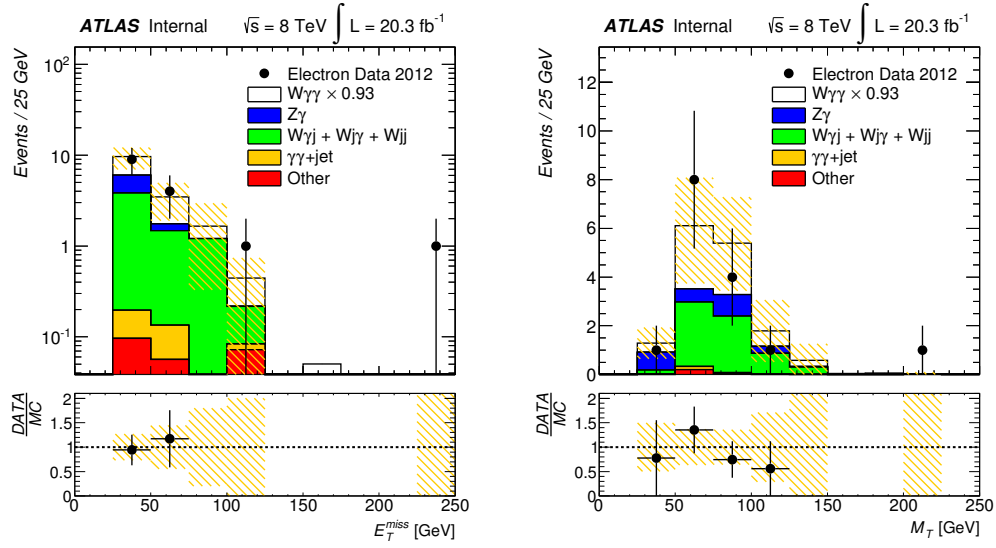 ATLAS Internal √s = 8 TeV ∫ L = 20.3 fb⁻¹
Events / 25 GeV
10²
10
1
10⁻¹
Electron Data 2012
Wγγ × 0.93
Zγ
Wγj + Wjγ + Wjj
γγ+jet
Other
DATA
MC
2
1.5
1
0.5
0
0 50 100 150 200 250
E_T^miss [GeV]
ATLAS Internal √s = 8 TeV ∫ L = 20.3 fb⁻¹
Events / 25 GeV
12
10
8
6
4
2
0
Electron Data 2012
Wγγ × 0.93
Zγ
Wγj + Wjγ + Wjj
γγ+jet
Other
DATA
MC
2
1.5
1
0.5
0
0 50 100 150 200 250
M_T [GeV]